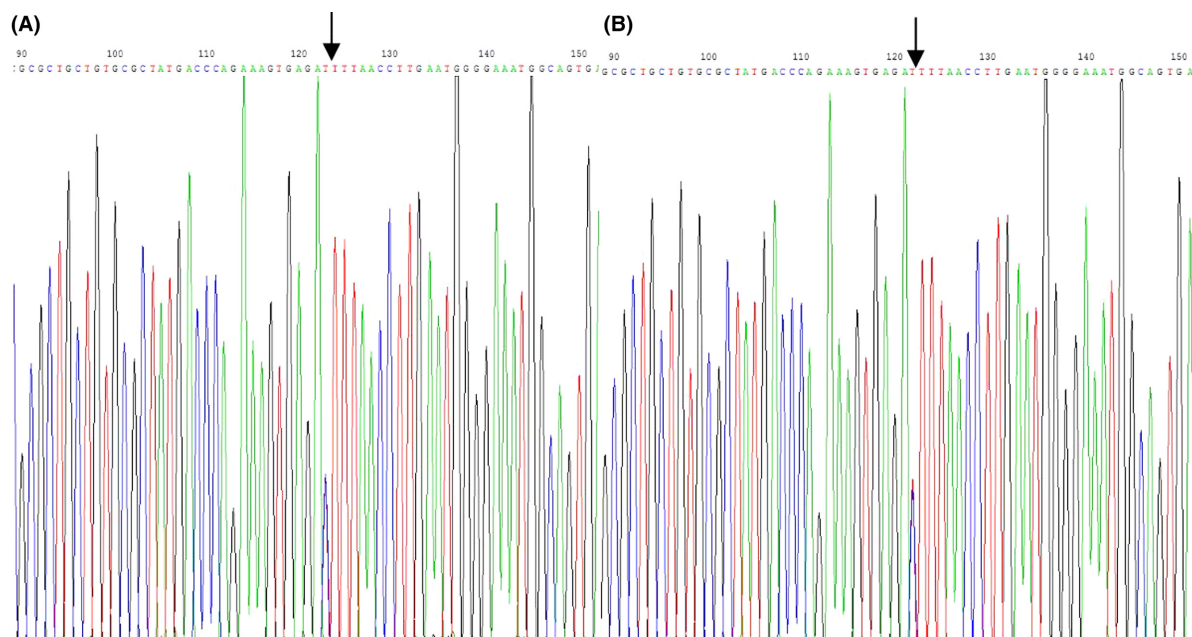 (A)
90 100 110 120 130 140 150
GCGCTGCTGTGCGCTATGACCCAGAAAGTGAGATTTTAACCTTGAATGGGGAAATGGCAGTG
(B)
90 100 110 120 130 140 150
GCGCTGCTGTGCGCTATGACCCAGAAAGTGAGATTTTAACCTTGAATGGGGAAATGGCAGTGA